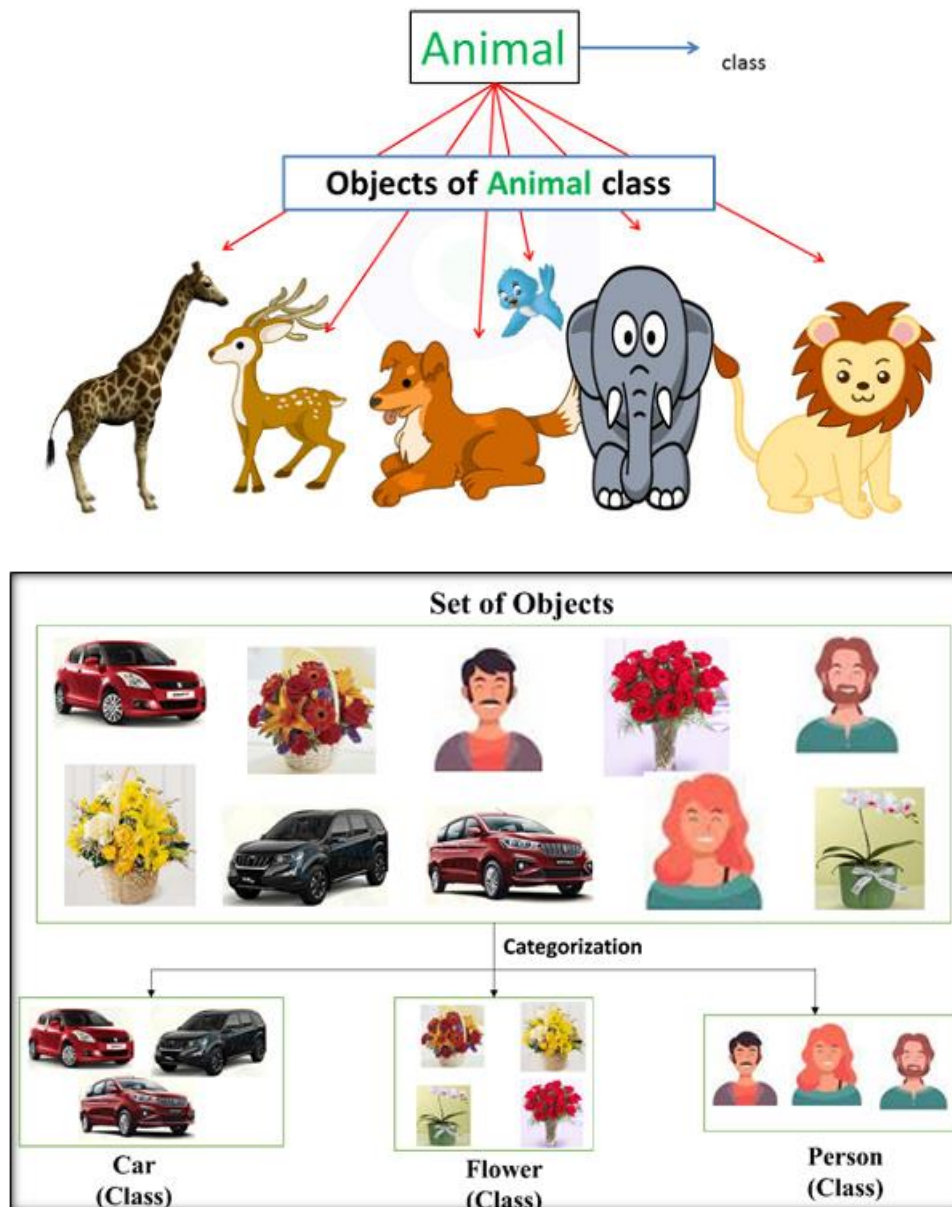 Animal
class
Objects of Animal class
Set of Objects
Categorization
Car
(Class)
Flower
(Class)
Person
(Class)